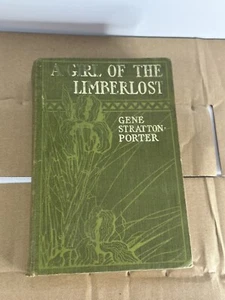 A GIRL OF THE
LIMBERLOST
GENE
STRATTON-
PORTER